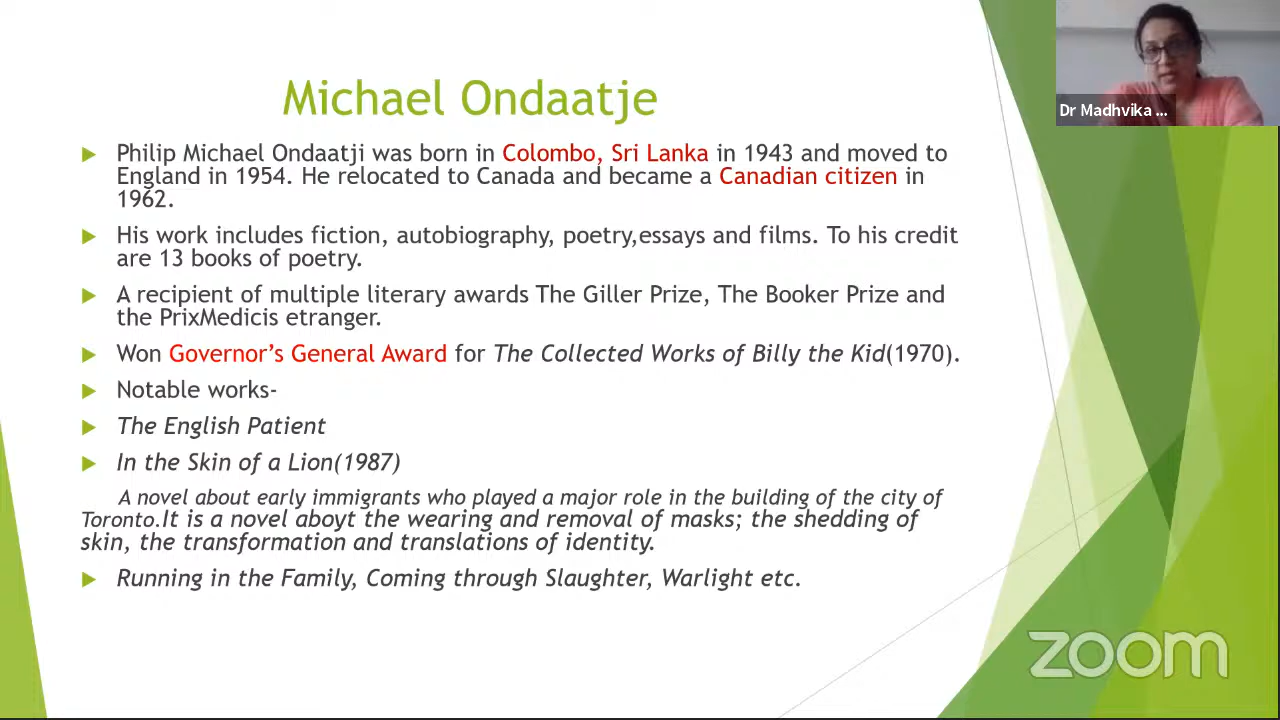 Michael Ondaatje
Philip Michael Ondaatji was born in Colombo, Sri Lanka in 1943 and moved to
England in 1954. He relocated to Canada and became a Canadian citizen in
1962.
His work includes fiction, autobiography, poetry,essays and films. To his credit
are 13 books of poetry.
A recipient of multiple literary awards The Giller Prize, The Booker Prize and
the PrixMedicis etranger.
Won Governor's General Award for The Collected Works of Billy the Kid(1970).
Notable works-
The English Patient
In the Skin of a Lion(1987)
A novel about early immigrants who played a major role in the building of the city of
Toronto.It is a novel aboyt the wearing and removal of masks; the shedding of
skin, the transformation and translations of identity.
Running in the Family, Coming through Slaughter, Warlight etc.
Dr Madhvika ...
zoom